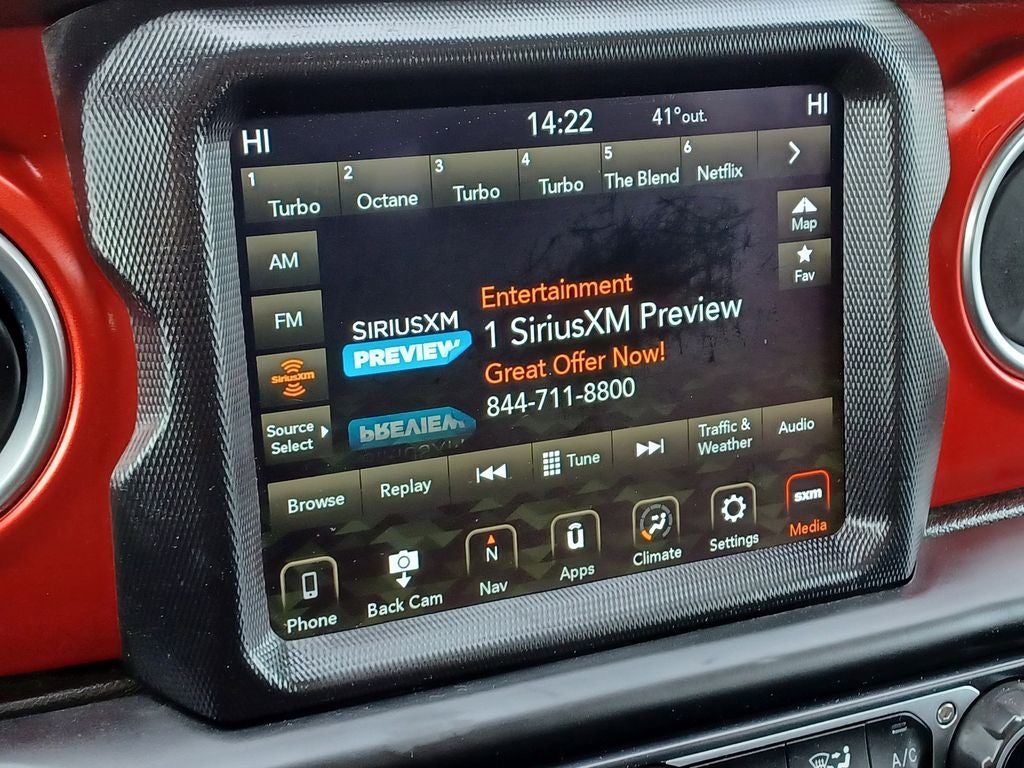 HI
14:22
41° out.
HI
1 Turbo
2 Octane
3 Turbo
4 Turbo
5 The Blend
6 Netflix
Map
Fav
AM
FM
SiriusXM
Source
Select
SIRIUSXM
PREVIEW
Entertainment
1 SiriusXM Preview
Great Offer Now!
844-711-8800
PREVIEW
Browse
Replay
Tune
Traffic &
Weather
Audio
Phone
Back Cam
N
Nav
u
Apps
Climate
Settings
sxm
Media
A/C